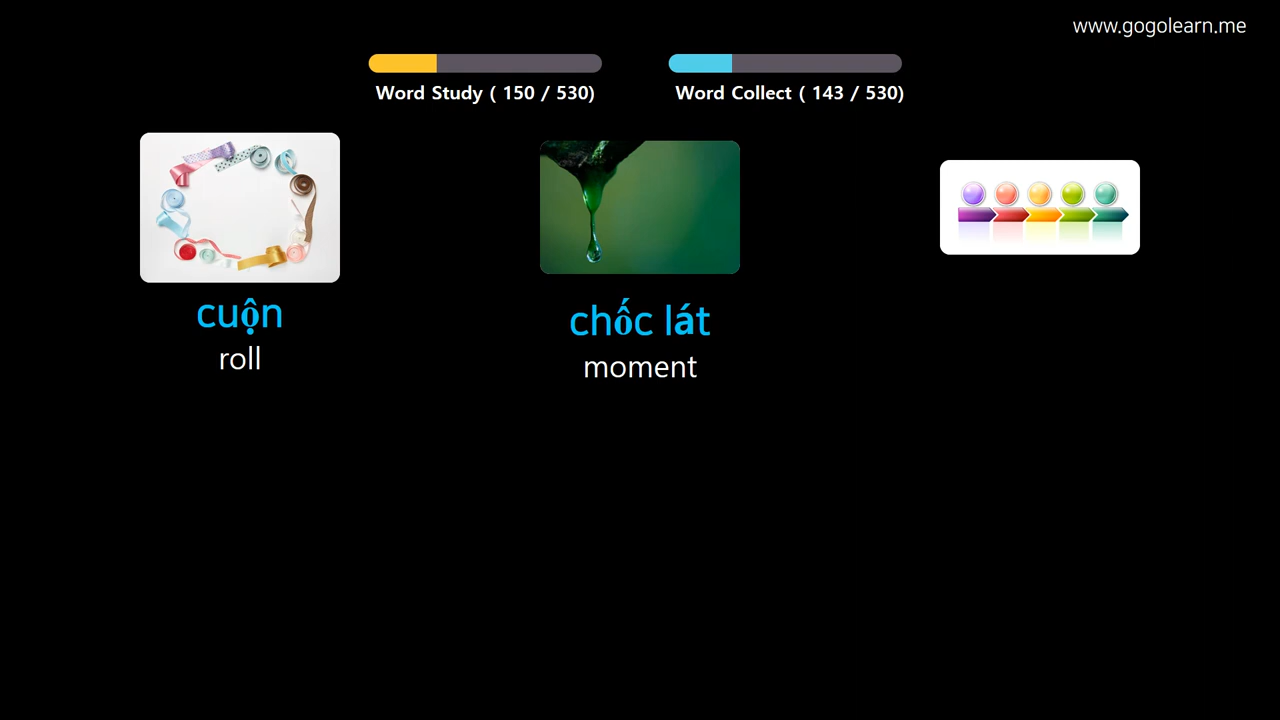 www.gogolearn.me
Word Study ( 150 / 530)
Word Collect ( 143 / 530)
cuộn
roll
chốc lát
moment